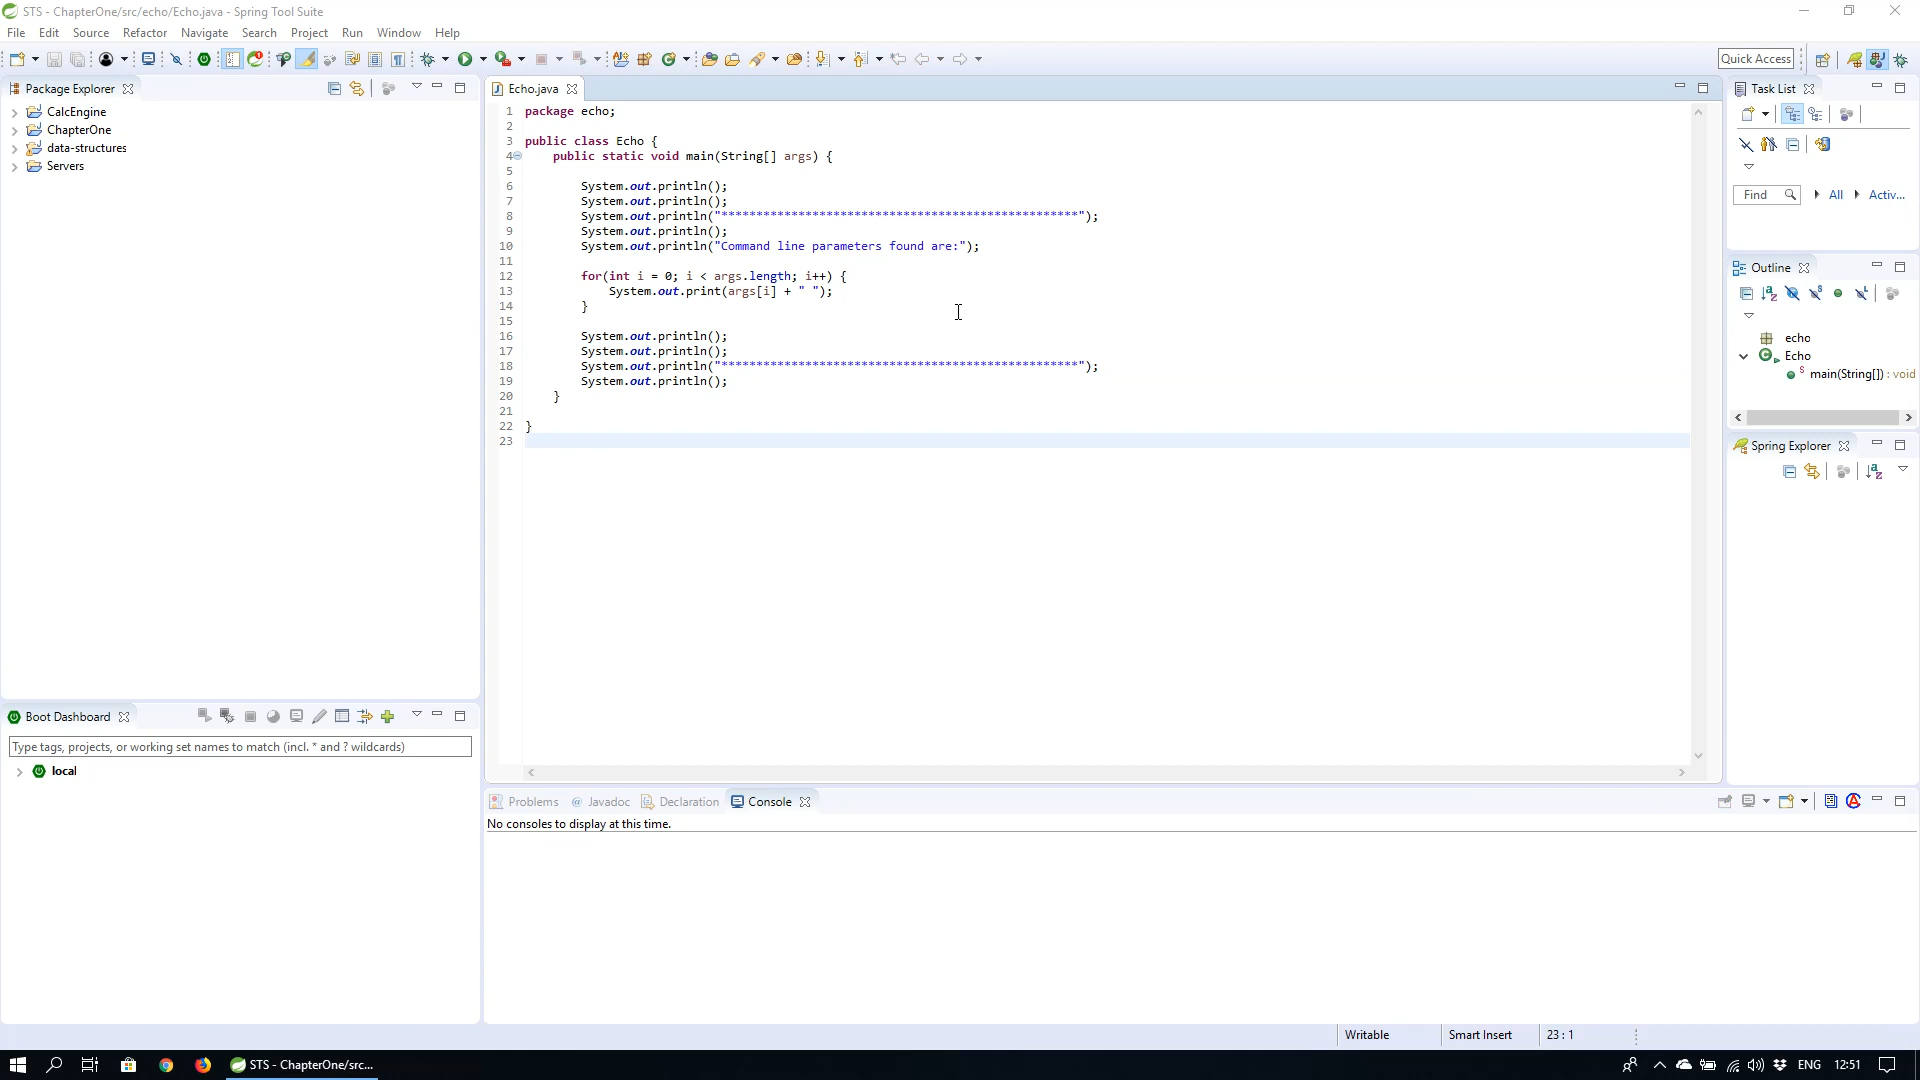 STS - ChapterOne/src/echo/Echo.java - Spring Tool Suite
File Edit Source Refactor Navigate Search Project Run Window Help
Quick Access
Package Explorer
CalcEngine
ChapterOne
data-structures
Servers
Echo.java
1 package echo;
2
3 public class Echo {
4 public static void main(String[] args) {
5
6 System.out.println();
7 System.out.println();
8 System.out.println("***************************************************");
9 System.out.println();
10 System.out.println("Command line parameters found are:");
11
12 for(int i = 0; i < args.length; i++) {
13 System.out.print(args[i] + " ");
14 }
15
16 System.out.println();
17 System.out.println();
18 System.out.println("***************************************************");
19 System.out.println();
20 }
21
22 }
23
Task List
Find All Activ...
Outline
echo
Echo
main(String[]) : void
Spring Explorer
Boot Dashboard
Type tags, projects, or working set names to match (incl. * and ? wildcards)
local
Problems @ Javadoc Declaration Console
No consoles to display at this time.
Writable Smart Insert 23 : 1
STS - ChapterOne/src... ENG 12:51